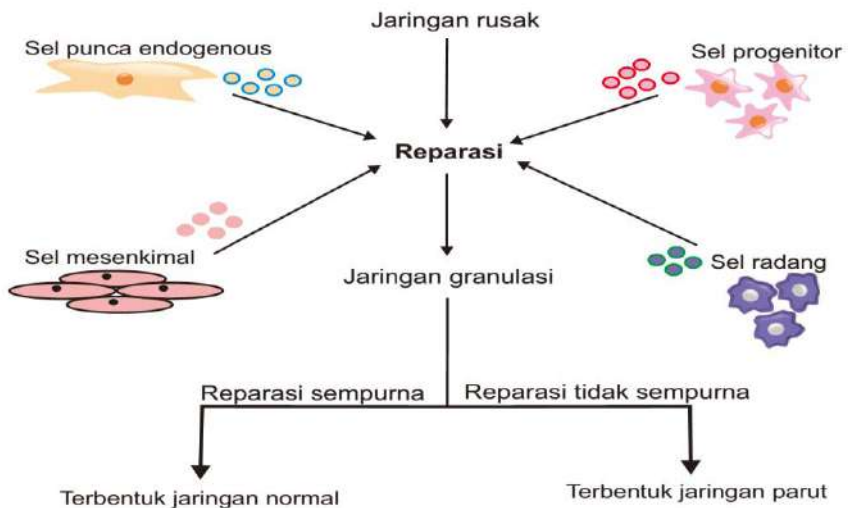 Jaringan rusak
Sel punca endogenous
Sel progenitor
Reparasi
Sel mesenkimal
Sel radang
Jaringan granulasi
Reparasi sempurna
Reparasi tidak sempurna
Terbentuk jaringan normal
Terbentuk jaringan parut